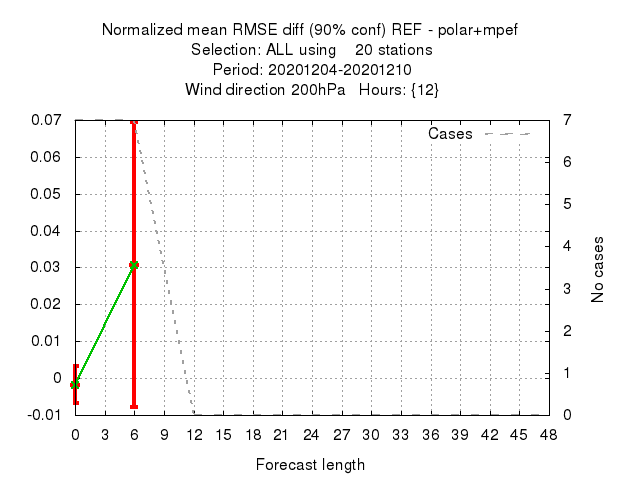 Normalized mean RMSE diff (90% conf) REF - polar+mpef
Selection: ALL using    20 stations
Period: 20201204-20201210
Wind direction 200hPa   Hours: {12}
0.07
0.06
0.05
0.04
0.03
0.02
0.01
0
-0.01
Cases
7
6
5
4
3
2
1
0
No cases
0 3 6 9 12 15 18 21 24 27 30 33 36 39 42 45 48
Forecast length